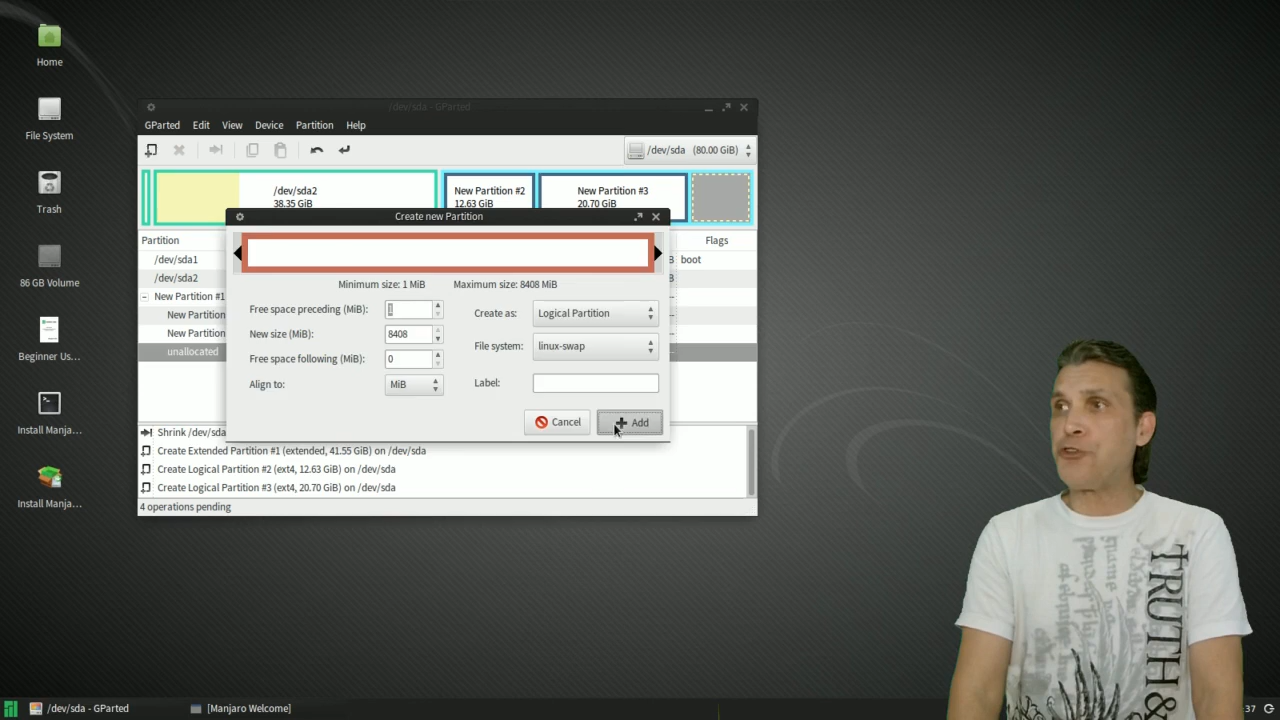 Home
File System
Trash
86 GB Volume
Beginner Us...
Install Manja...
Install Manja...
/dev/sda - GParted
GParted Edit View Device Partition Help
/dev/sda (80.00 GiB)
/dev/sda2
38.35 GiB
New Partition #2
12.63 GiB
New Partition #3
20.70 GiB
Partition
Flags
/dev/sda1
B boot
/dev/sda2
New Partition #1
New Partition
New Partition
unallocated
Create new Partition
Minimum size: 1 MiB Maximum size: 8408 MiB
Free space preceding (MiB):
New size (MiB): 8408
Free space following (MiB): 0
Align to: MiB
Create as: Logical Partition
File system: linux-swap
Label:
Cancel Add
Shrink /dev/sda
Create Extended Partition #1 (extended, 41.55 GiB) on /dev/sda
Create Logical Partition #2 (ext4, 12.63 GiB) on /dev/sda
Create Logical Partition #3 (ext4, 20.70 GiB) on /dev/sda
4 operations pending
TRUTH &
/dev/sda - GParted
[Manjaro Welcome]
37